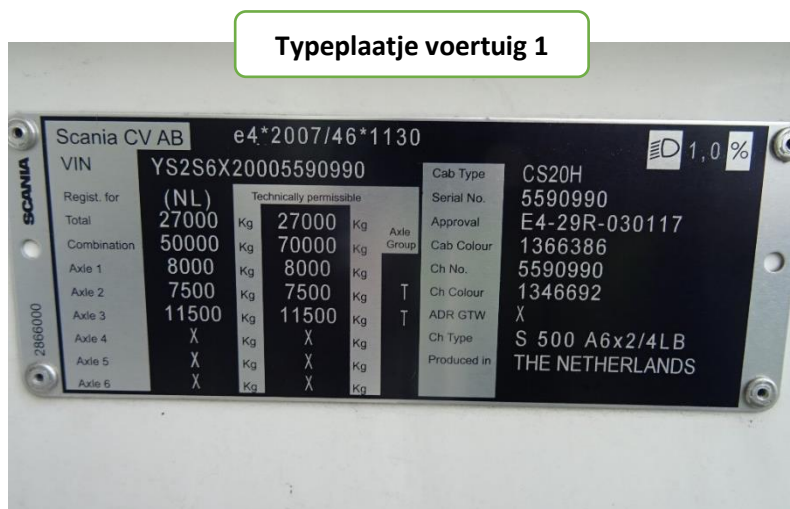 Typeplaatje voertuig 1
Scania CV AB e4*2007/46*1130 1,0 %
VIN YS2S6X20005590990
SCANIA
2866000
Regist. for (NL) Technically permissible
Total 27000 Kg 27000 Kg Axle Group
Combination 50000 Kg 70000 Kg
Axle 1 8000 Kg 8000 Kg
Axle 2 7500 Kg 7500 Kg T
Axle 3 11500 Kg 11500 Kg T
Axle 4 X Kg X Kg
Axle 5 X Kg X Kg
Axle 6 X Kg X Kg
Cab Type CS20H
Serial No. 5590990
Approval E4-29R-030117
Cab Colour 1366386
Ch No. 5590990
Ch Colour 1346692
ADR GTW X
Ch Type S 500 A6x2/4LB
Produced in THE NETHERLANDS